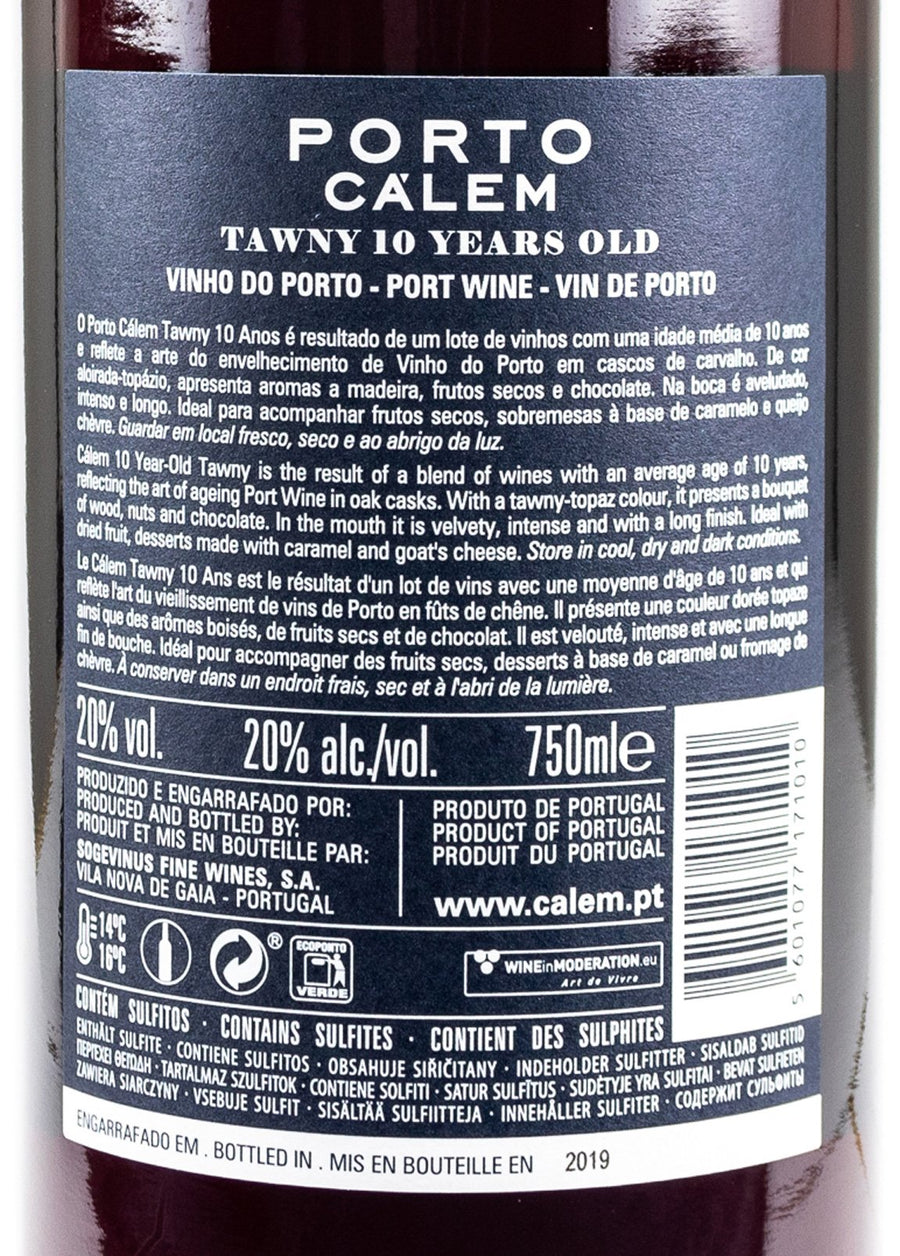 PORTO
CÁLEM
TAWNY 10 YEARS OLD
VINHO DO PORTO - PORT WINE - VIN DE PORTO
O Porto Cálem Tawny 10 Anos é resultado de um lote de vinhos com uma idade média de 10 anos
e reflete a arte do envelhecimento de Vinho do Porto em cascos de carvalho. De cor
aloirada-topázio, apresenta aromas a madeira, frutos secos e chocolate. Na boca é aveludado,
intenso e longo. Ideal para acompanhar frutos secos, sobremesas à base de caramelo e queijo
chèvre. Guardar em local fresco, seco e ao abrigo da luz.
Cálem 10 Year-Old Tawny is the result of a blend of wines with an average age of 10 years,
reflecting the art of ageing Port Wine in oak casks. With a tawny-topaz colour, it presents a bouquet
of wood, nuts and chocolate. In the mouth it is velvety, intense and with a long finish. Ideal with
dried fruit, desserts made with caramel and goat's cheese. Store in cool, dry and dark conditions.
Le Cálem Tawny 10 Ans est le résultat d'un lot de vins avec une moyenne d'âge de 10 ans et qui
reflète l'art du vieillissement de vins de Porto en fûts de chêne. Il présente une couleur dorée topaze
ainsi que des arômes boisés, de fruits secs et de chocolat. Il est velouté, intense et avec une longue
fin de bouche. Idéal pour accompagner des fruits secs, desserts à base de caramel ou fromage de
chèvre. À conserver dans un endroit frais, sec et à l'abri de la lumière.
20% vol. 20% alc./vol. 750ml℮
PRODUZIDO E ENGARRAFADO POR:
PRODUCED AND BOTTLED BY:
PRODUIT ET MIS EN BOUTEILLE PAR:
SOGEVINUS FINE WINES, S.A.
VILA NOVA DE GAIA - PORTUGAL
PRODUTO DE PORTUGAL
PRODUCT OF PORTUGAL
PRODUIT DU PORTUGAL
www.calem.pt
5 601077 171010
14ºC
16ºC
®
ECOPONTO
VERDE
WINEinMODERATION.eu
Art de Vivre
CONTÉM SULFITOS · CONTAINS SULFITES · CONTIENT DES SULPHITES
ENTHÄLT SULFITE · CONTIENE SULFITOS · OBSAHUJE SIŘIČITANY · INDEHOLDER SULFITTER · SISALDAB SULFITID
ΠΕΡΙΕΧΕΙ ΘΕΙΩΔΗ · TARTALMAZ SZULFITOK · CONTIENE SOLFITI · SATUR SULFĪTUS · SUDĖTYJE YRA SULFITAI · BEVAT SULFIETEN
ZAWIERA SIARCZYNY · VSEBUJE SULFIT · SISÄLTÄÄ SULFIITTEJA · INNEHÅLLER SULFITER · СОДЕРЖИТ СУЛЬФИТЫ
ENGARRAFADO EM . BOTTLED IN . MIS EN BOUTEILLE EN 2019